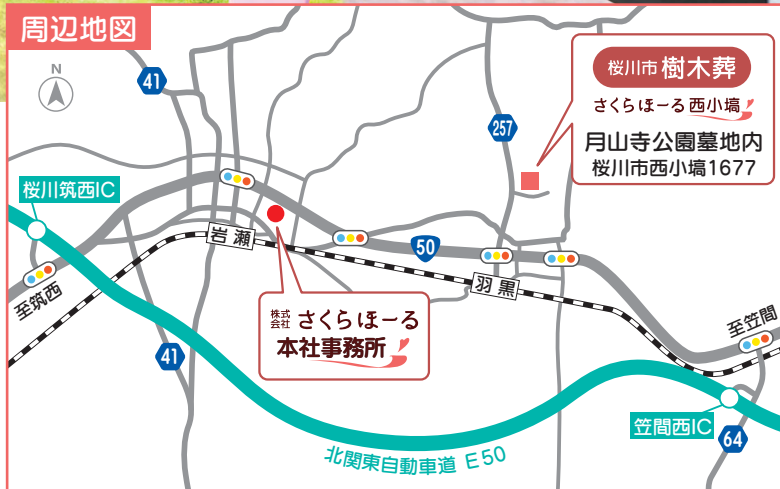 周辺地図
N
41
桜川市 樹木葬
さくらほーる 西小塙
月山寺公園墓地内
桜川市西小塙1677
257
桜川筑西IC
岩瀬
50
羽黒
至筑西
株式会社 さくらほーる
本社事務所
至笠間
41
笠間西IC
64
北関東自動車道 E50